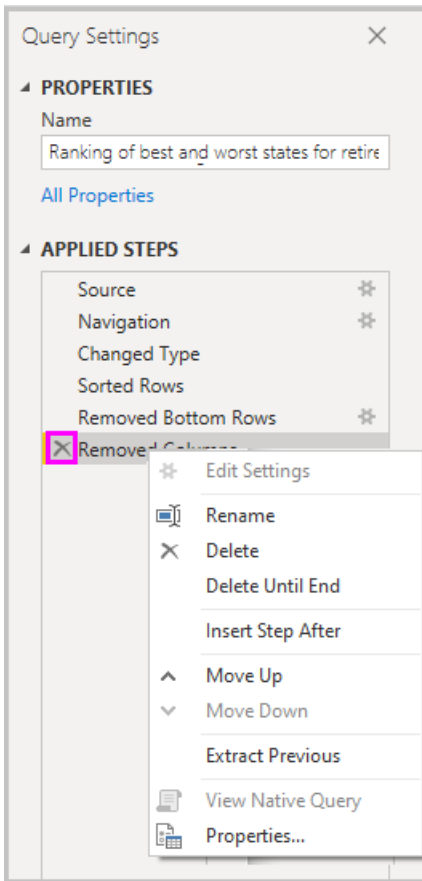 Query Settings
PROPERTIES
Name
Ranking of best and worst states for retire
All Properties
APPLIED STEPS
Source
Navigation
Changed Type
Sorted Rows
Removed Bottom Rows
Removed Columns
Edit Settings
Rename
Delete
Delete Until End
Insert Step After
Move Up
Move Down
Extract Previous
View Native Query
Properties...